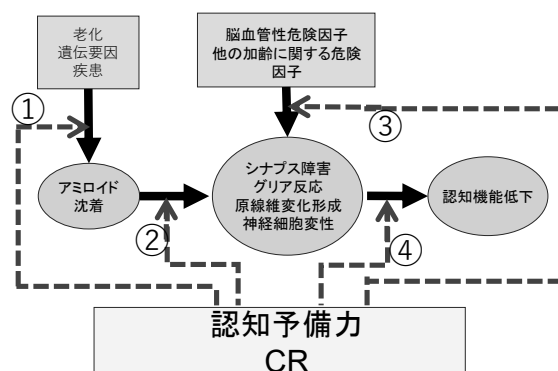 老化
遺伝要因
疾患
脳血管性危険因子
他の加齢に関する危険
因子
①
③
アミロイド
沈着
シナプス障害
グリア反応
原線維変化形成
神経細胞変性
認知機能低下
②
④
認知予備力
CR